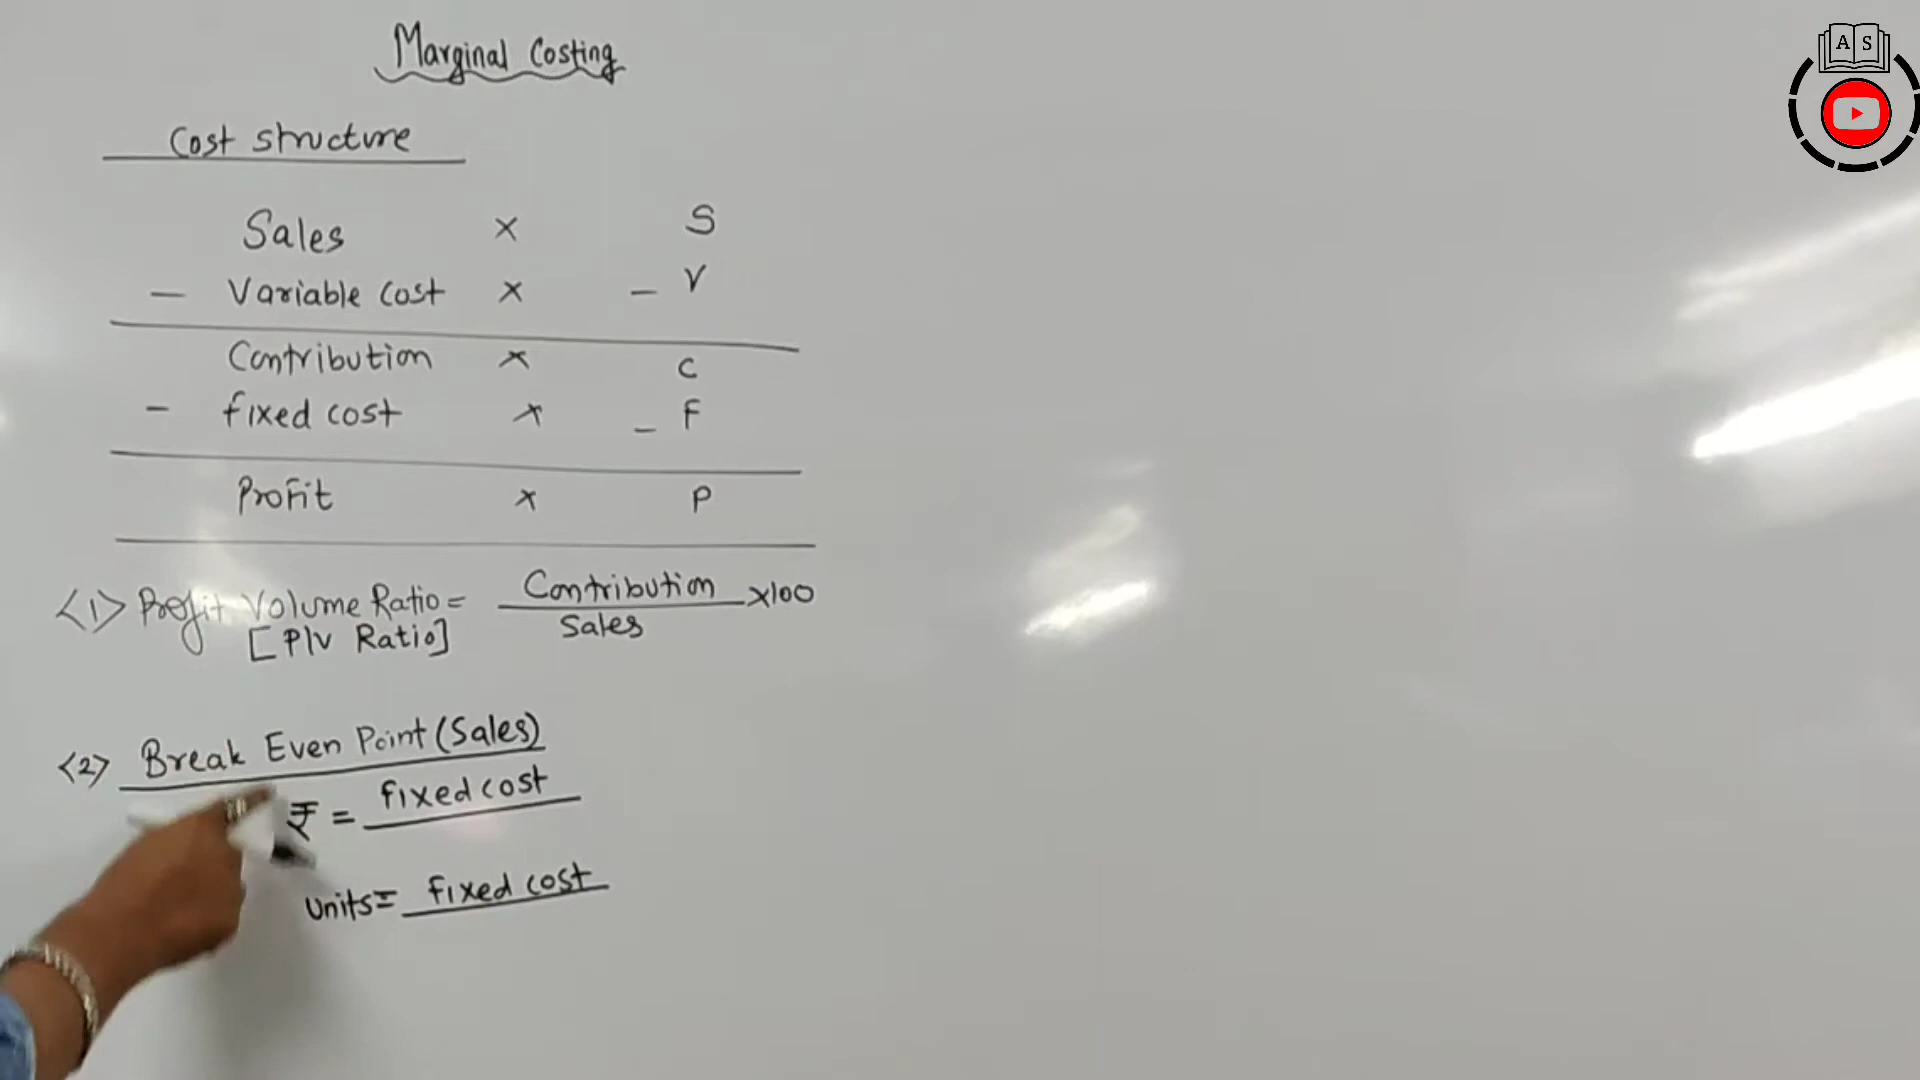 Marginal Costing
Cost structure
Sales × S
– Variable cost × – V
Contribution × C
– fixed cost × – F
Profit × P
<1> Profit Volume Ratio = Contribution ×100
Sales
[P/V Ratio]
<2> Break Even Point (Sales)
₹ = fixed cost
units = fixed cost
A S